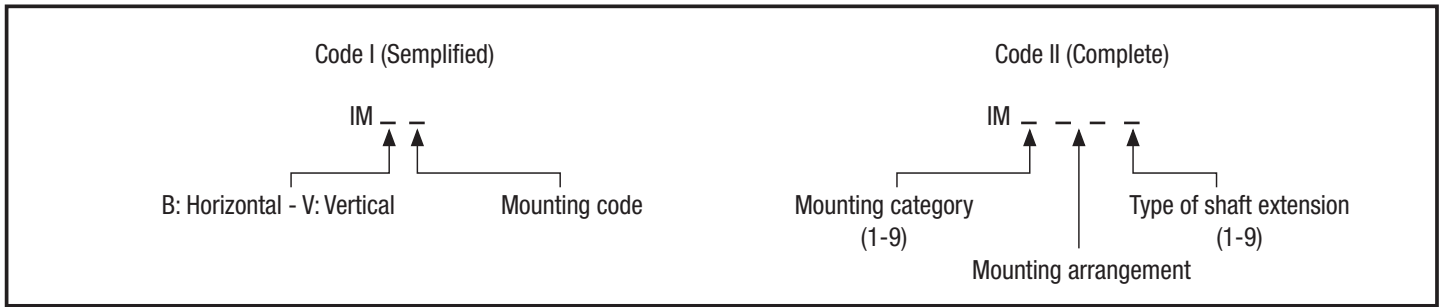 Code I (Semplified)
IM _ _
B: Horizontal - V: Vertical
Mounting code
Code II (Complete)
IM _ _ _ _
Mounting category
(1-9)
Mounting arrangement
Type of shaft extension
(1-9)